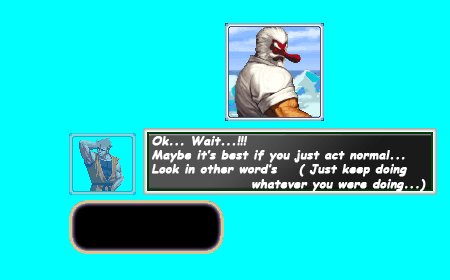 Ok... Wait...!!!
Maybe it's best if you just act normal...
Look in other word's ( Just keep doing
whatever you were doing...)